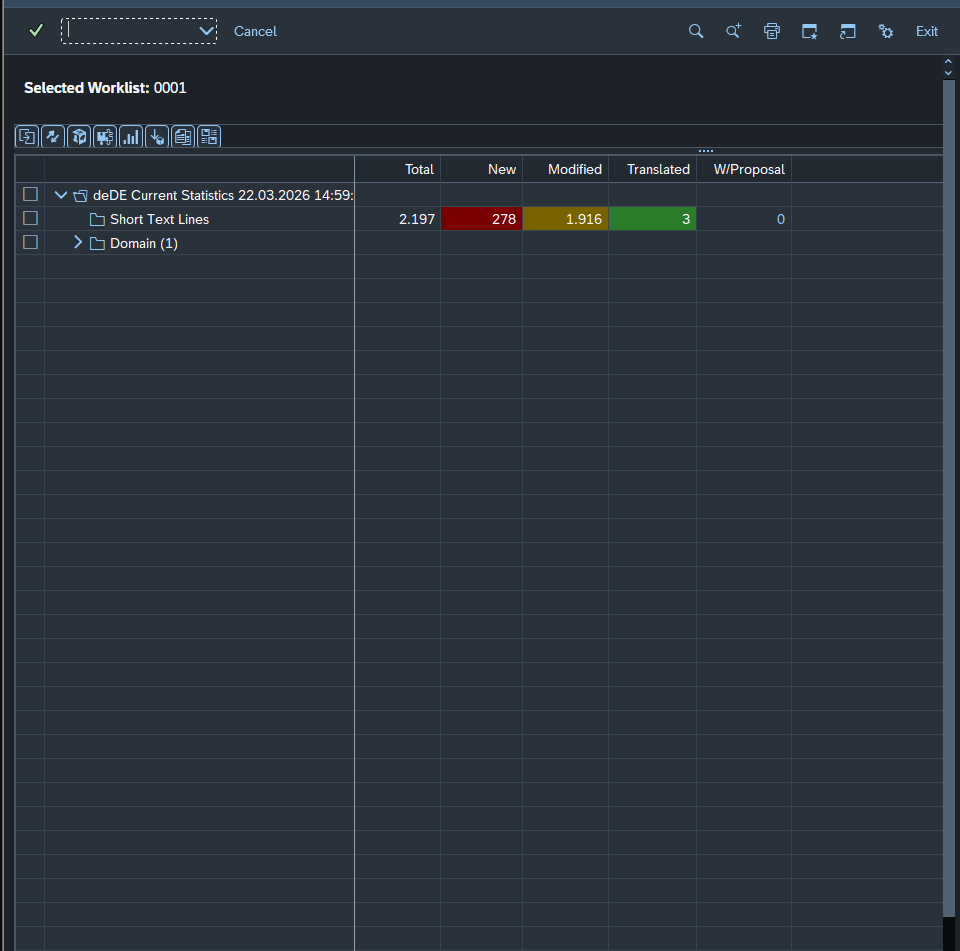 Cancel Exit
Selected Worklist: 0001
Total New Modified Translated W/Proposal
deDE Current Statistics 22.03.2026 14:59:
Short Text Lines 2.197 278 1.916 3 0
Domain (1)